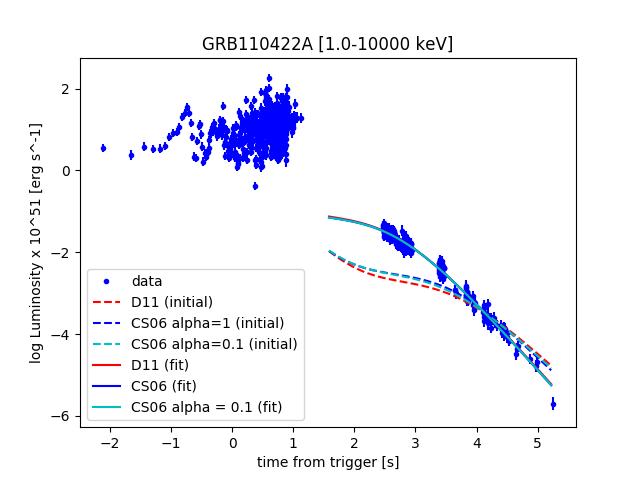 GRB110422A [1.0-10000 keV]
log Luminosity x 10^51 [erg s^-1]
2
0
−2
−4
−6
data
D11 (initial)
CS06 alpha=1 (initial)
CS06 alpha=0.1 (initial)
D11 (fit)
CS06 (fit)
CS06 alpha = 0.1 (fit)
−2 −1 0 1 2 3 4 5
time from trigger [s]